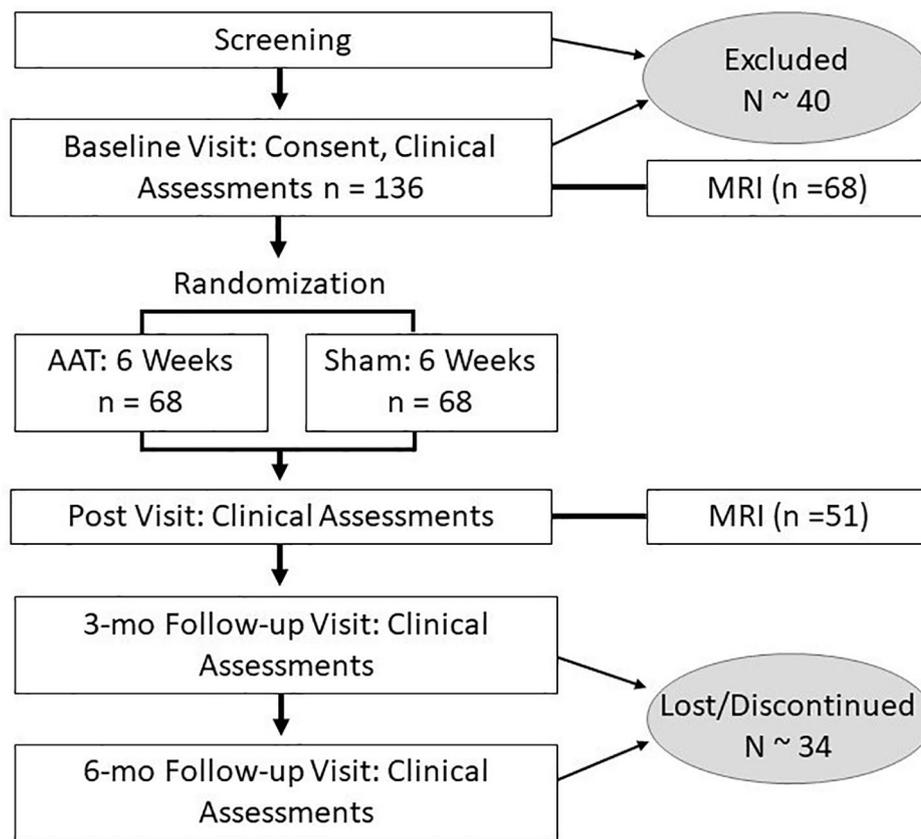 Screening
Excluded
N ~ 40
Baseline Visit: Consent, Clinical
Assessments n = 136
MRI (n =68)
Randomization
AAT: 6 Weeks
n = 68
Sham: 6 Weeks
n = 68
Post Visit: Clinical Assessments
MRI (n =51)
3-mo Follow-up Visit: Clinical
Assessments
Lost/Discontinued
N ~ 34
6-mo Follow-up Visit: Clinical
Assessments